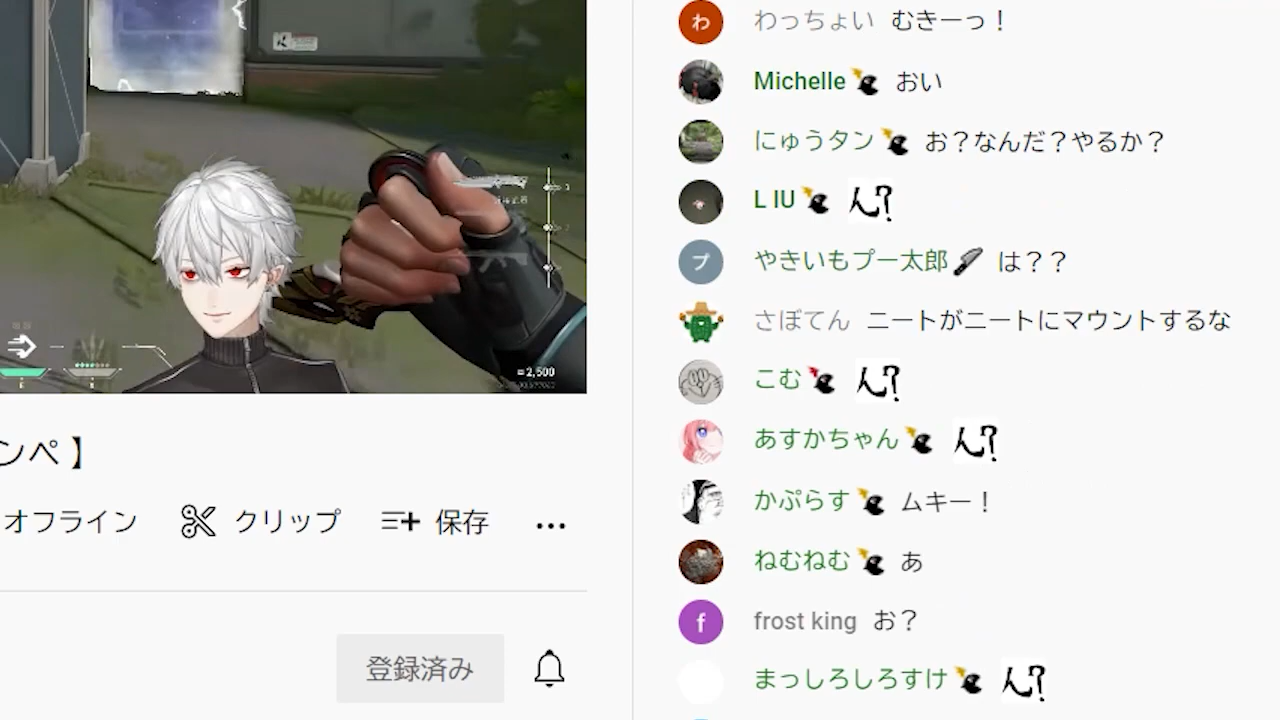 =2,500
ンペ】
オフライン クリップ 保存
登録済み
わ わっちょい むきーっ！
Michelle おい
にゅうタン お？なんだ？やるか？
L IU ん？
プ やきいもプー太郎 は？？
さぼてん ニートがニートにマウントするな
こむ ん？
あすかちゃん ん？
かぷらす ムキー！
ねむねむ あ
f frost king お？
まっしろしろすけ ん？